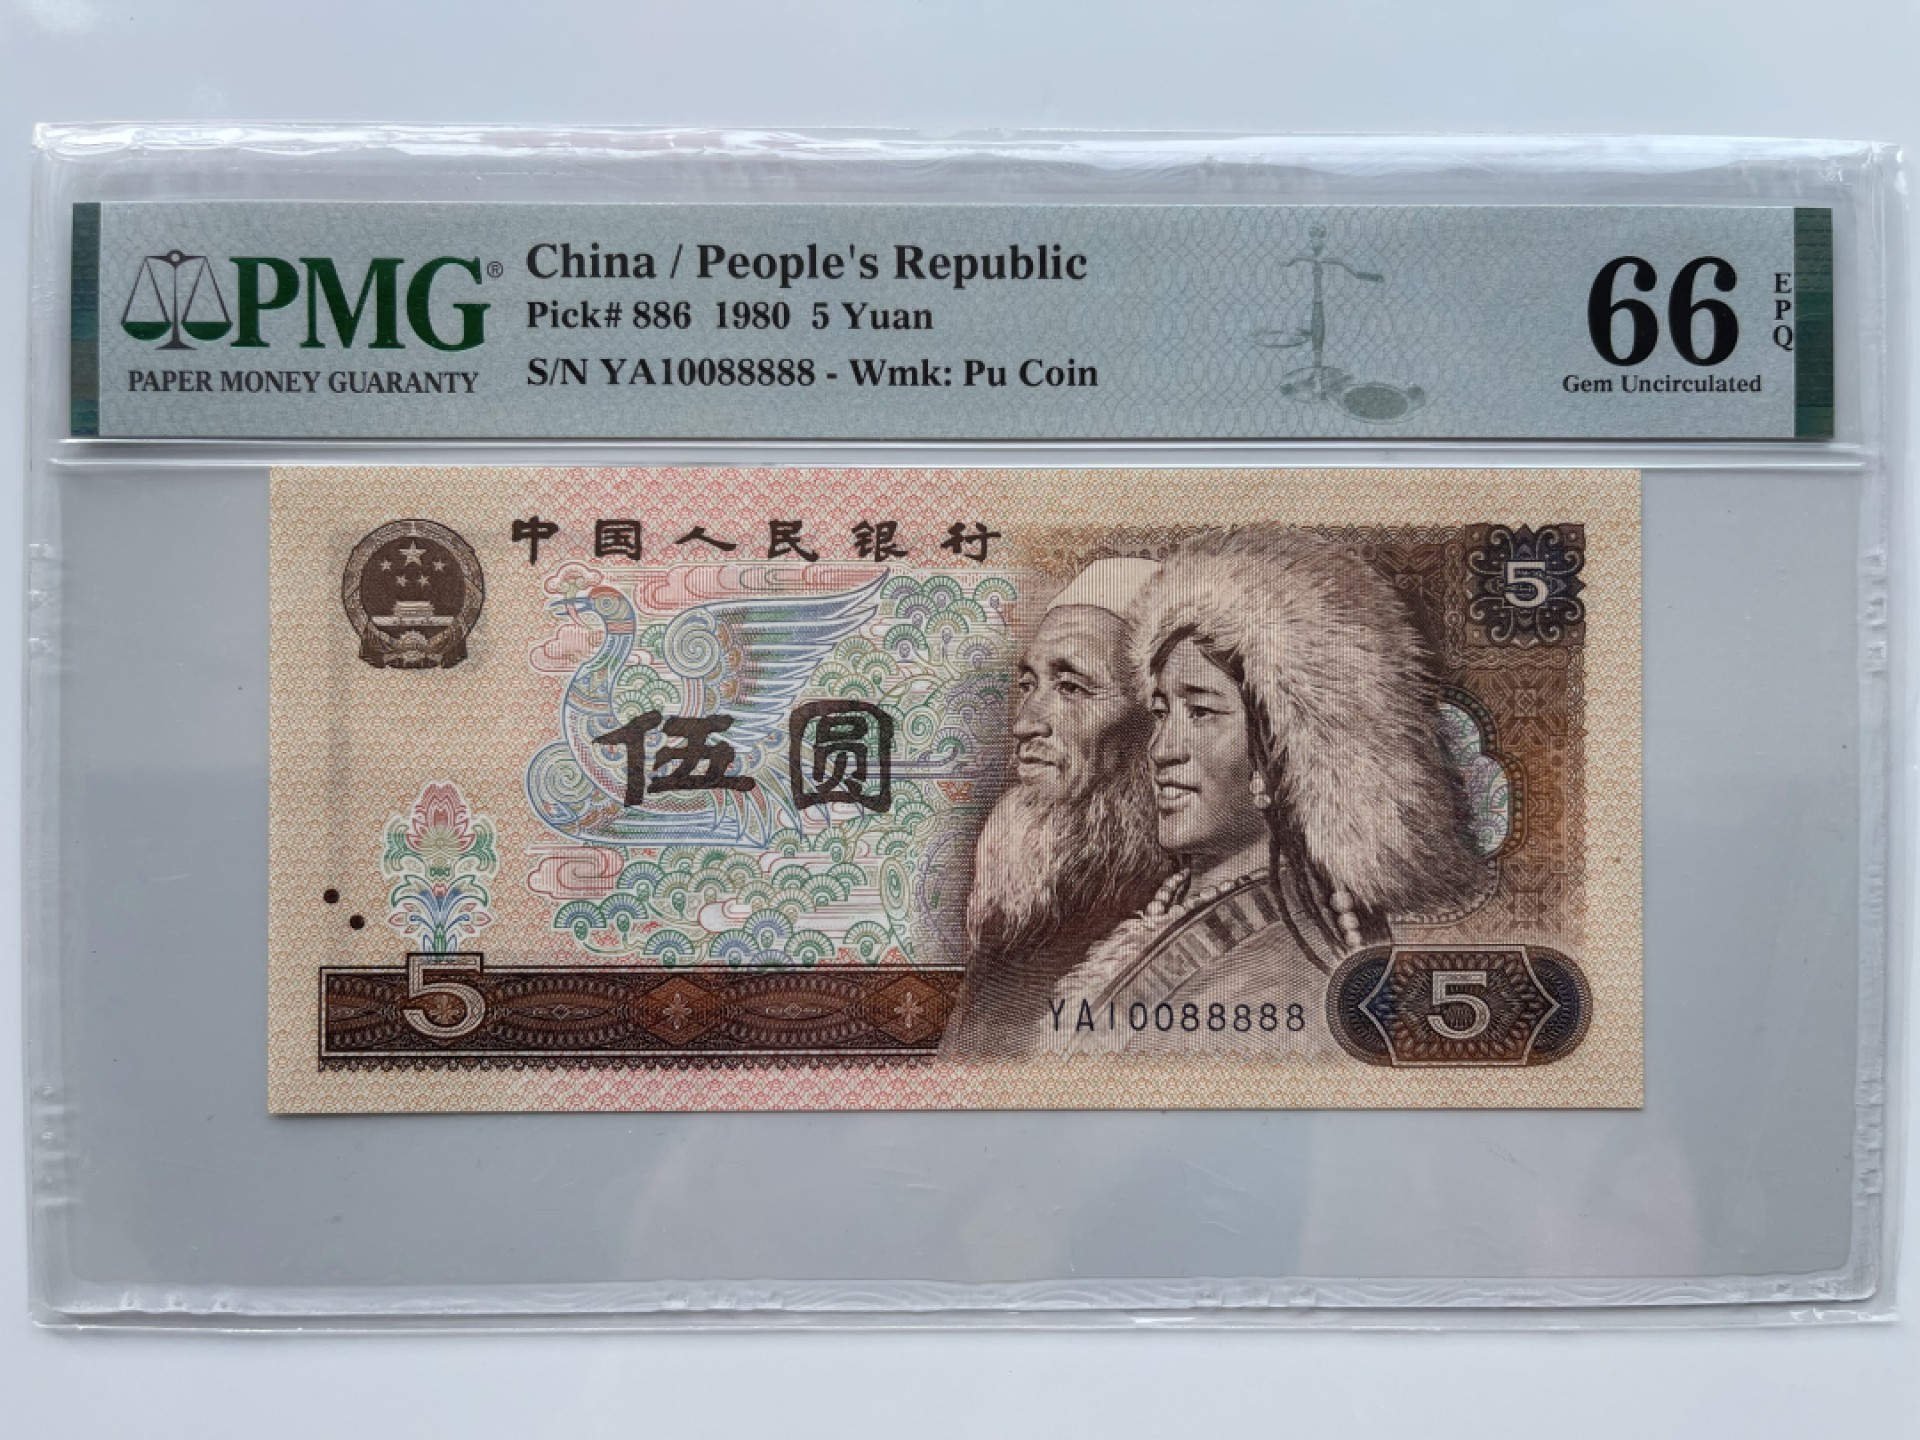 PMG®
PAPER MONEY GUARANTY
China / People's Republic
Pick# 886 1980 5 Yuan
S/N YA10088888 - Wmk: Pu Coin
66 EPQ
Gem Uncirculated
中国人民银行
5
伍圆
5
YA10088888
5